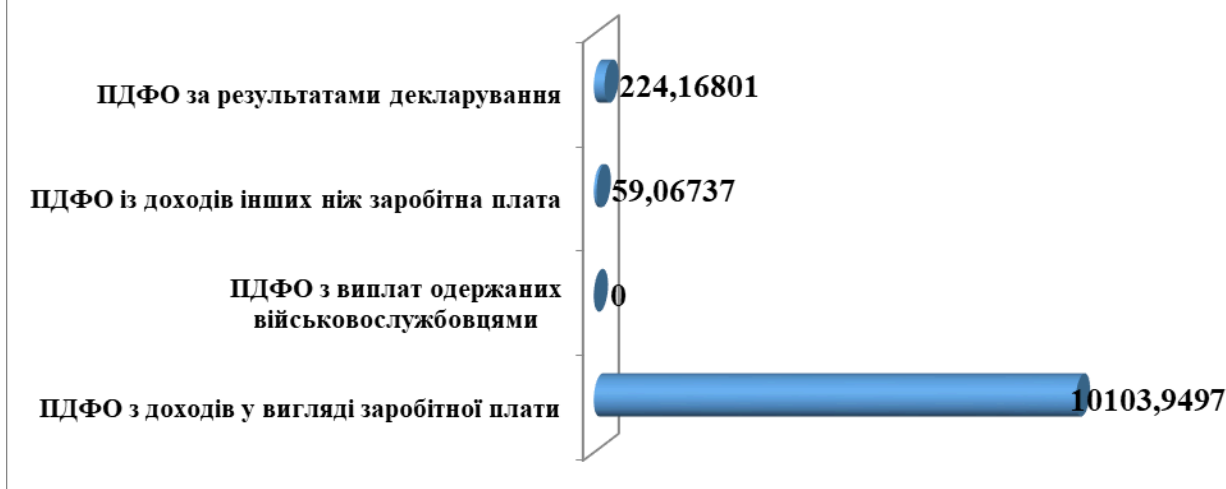 ПДФО за результатами декларування
224,16801
ПДФО із доходів інших ніж заробітна плата
59,06737
ПДФО з виплат одержаних
військовослужбовцями
0
ПДФО з доходів у вигляді заробітної плати
10103,9497